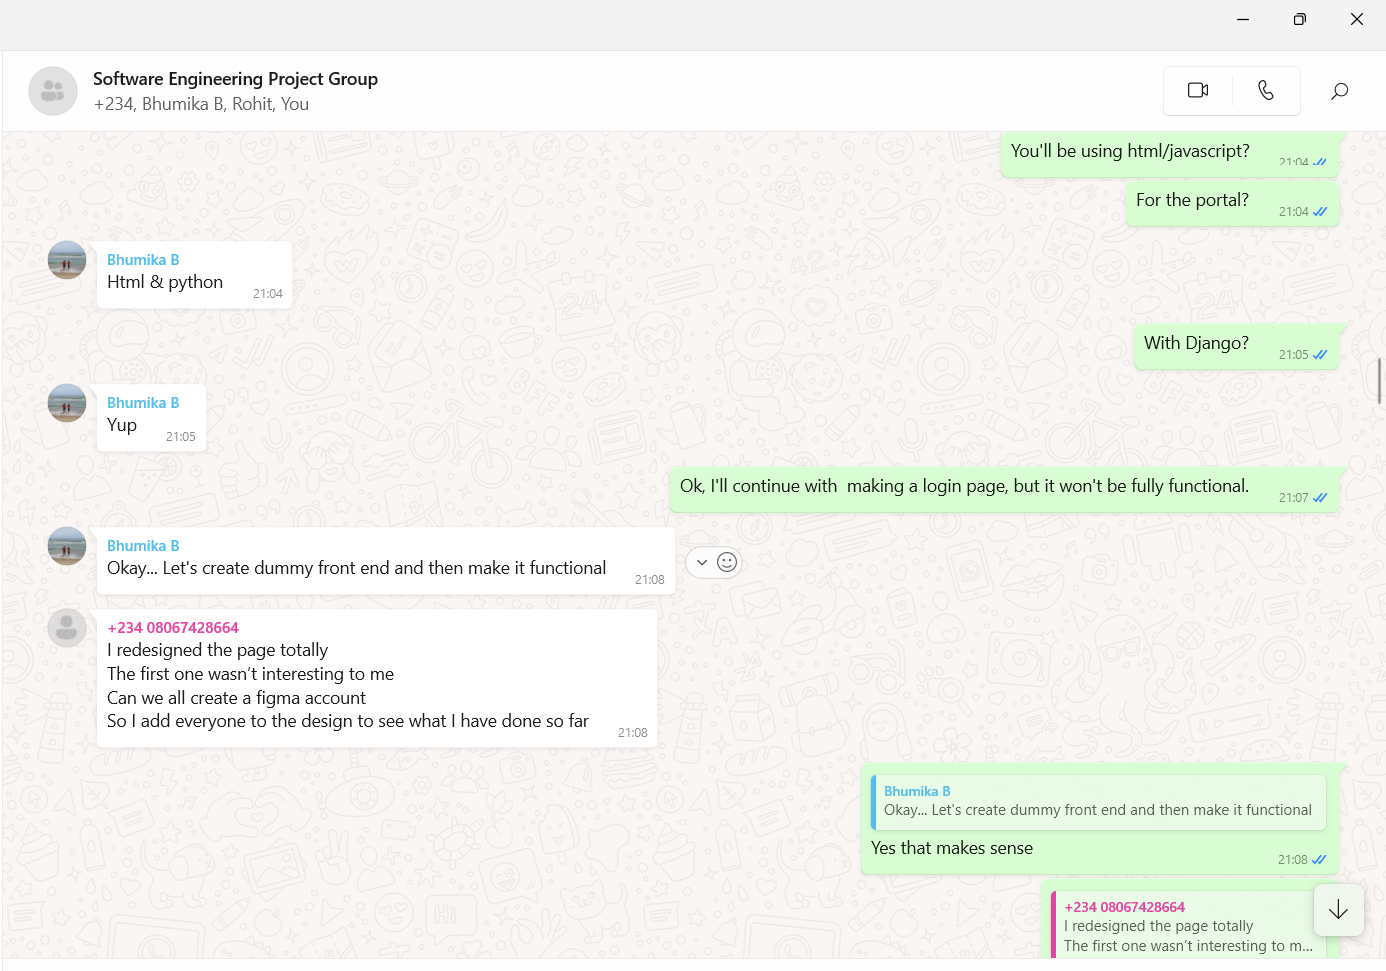 Software Engineering Project Group
+234, Bhumika B, Rohit, You
You'll be using html/javascript?
21:04
For the portal?
21:04
Bhumika B
Html & python
21:04
With Django?
21:05
Bhumika B
Yup
21:05
Ok, I'll continue with  making a login page, but it won't be fully functional.
21:07
Bhumika B
Okay... Let's create dummy front end and then make it functional
21:08
+234 08067428664
I redesigned the page totally
The first one wasn't interesting to me
Can we all create a figma account
So I add everyone to the design to see what I have done so far
21:08
Bhumika B
Okay... Let's create dummy front end and then make it functional
Yes that makes sense
21:08
+234 08067428664
I redesigned the page totally
The first one wasn't interesting to m...